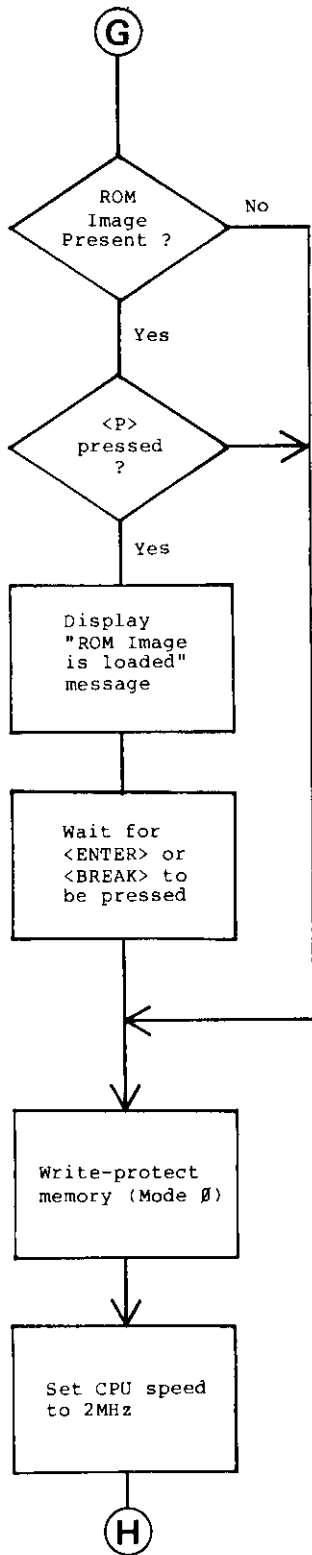 G
ROM
Image
Present ?
No
Yes
<P>
pressed
?
Yes
Display
"ROM Image
is loaded"
message
Wait for
<ENTER> or
<BREAK> to
be pressed
Write-protect
memory (Mode Ø)
Set CPU speed
to 2MHz
H